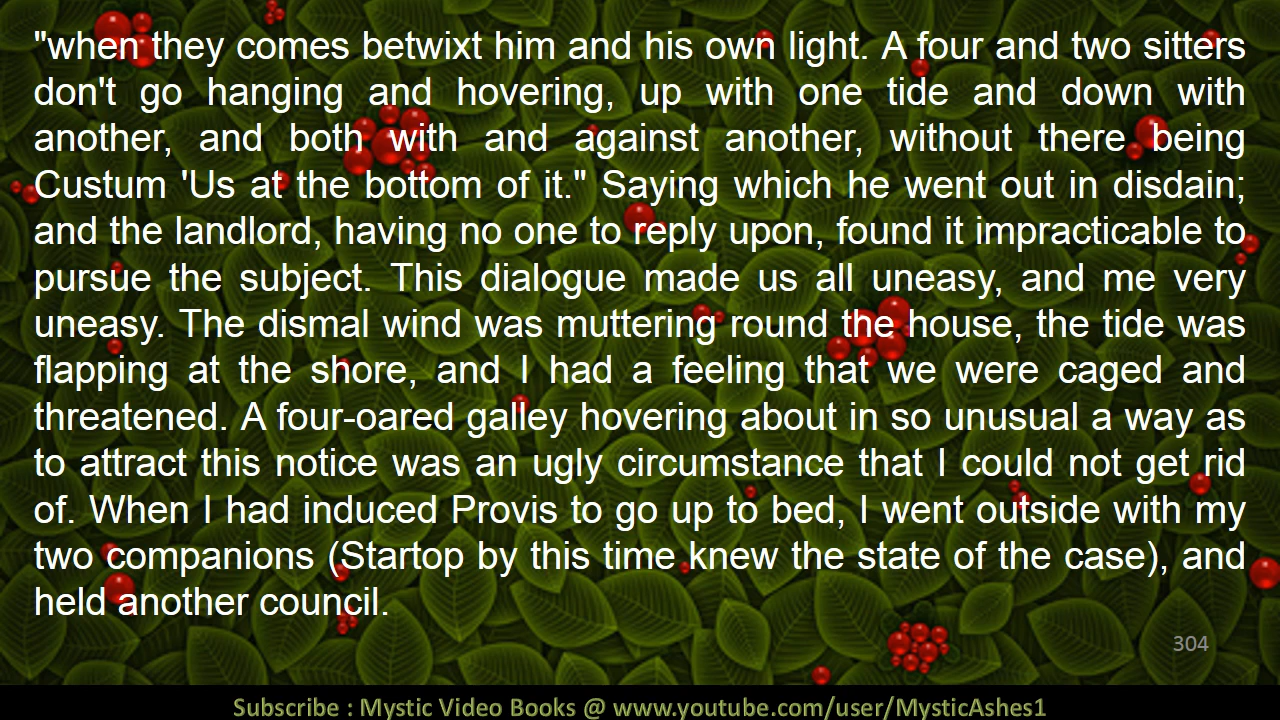 "when they comes betwixt him and his own light. A four and two sitters
don't go hanging and hovering, up with one tide and down with
another, and both with and against another, without there being
Custum 'Us at the bottom of it." Saying which he went out in disdain;
and the landlord, having no one to reply upon, found it impracticable to
pursue the subject. This dialogue made us all uneasy, and me very
uneasy. The dismal wind was muttering round the house, the tide was
flapping at the shore, and I had a feeling that we were caged and
threatened. A four-oared galley hovering about in so unusual a way as
to attract this notice was an ugly circumstance that I could not get rid
of. When I had induced Provis to go up to bed, I went outside with my
two companions (Startop by this time knew the state of the case), and
held another council.
304
Subscribe : Mystic Video Books @ www.youtube.com/user/MysticAshes1